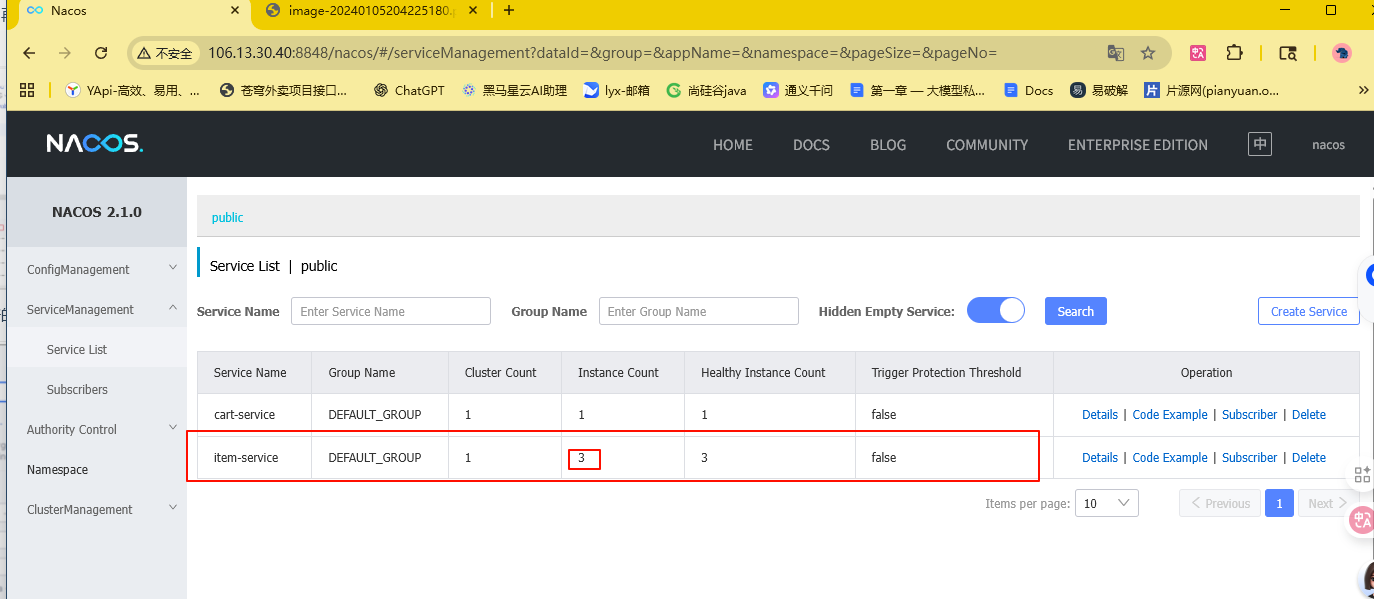 Nacos
image-20240105204225180.
不安全 106.13.30.40:8848/nacos/#/serviceManagement?dataId=&group=&appName=&namespace=&pageSize=&pageNo=
YApi-高效、易用、... 苍穹外卖项目接口... ChatGPT 黑马星云AI助理 lyx-邮箱 尚硅谷java 通义千问 第一章 — 大模型私... Docs 易破解 片源网(pianyuan.o...
NACOS. HOME DOCS BLOG COMMUNITY ENTERPRISE EDITION 中 nacos
NACOS 2.1.0
ConfigManagement
ServiceManagement
Service List
Subscribers
Authority Control
Namespace
ClusterManagement
public
Service List | public
Service Name Enter Service Name Group Name Enter Group Name Hidden Empty Service: Search Create Service
Service Name Group Name Cluster Count Instance Count Healthy Instance Count Trigger Protection Threshold Operation
cart-service DEFAULT_GROUP 1 1 1 false Details | Code Example | Subscriber | Delete
item-service DEFAULT_GROUP 1 3 3 false Details | Code Example | Subscriber | Delete
Items per page: 10 Previous 1 Next